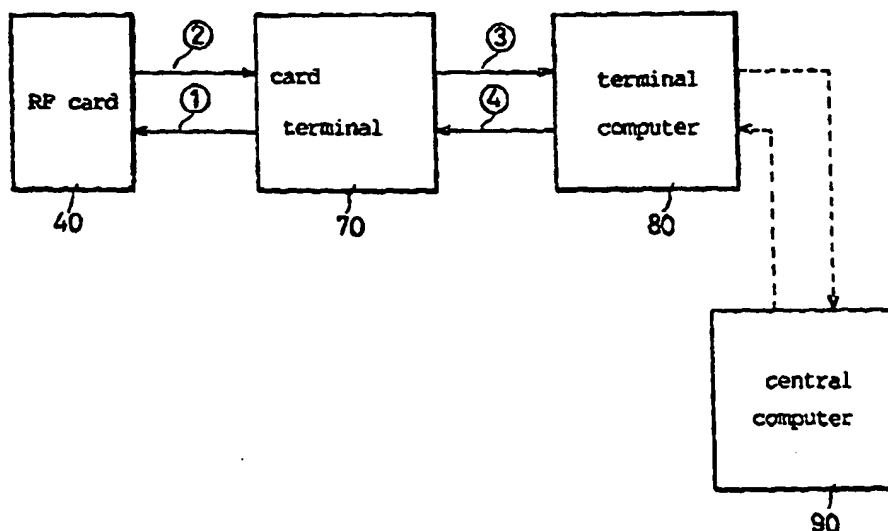 ②
③
RF card
①
card
terminal
④
terminal
computer
40
70
80
central
computer
90